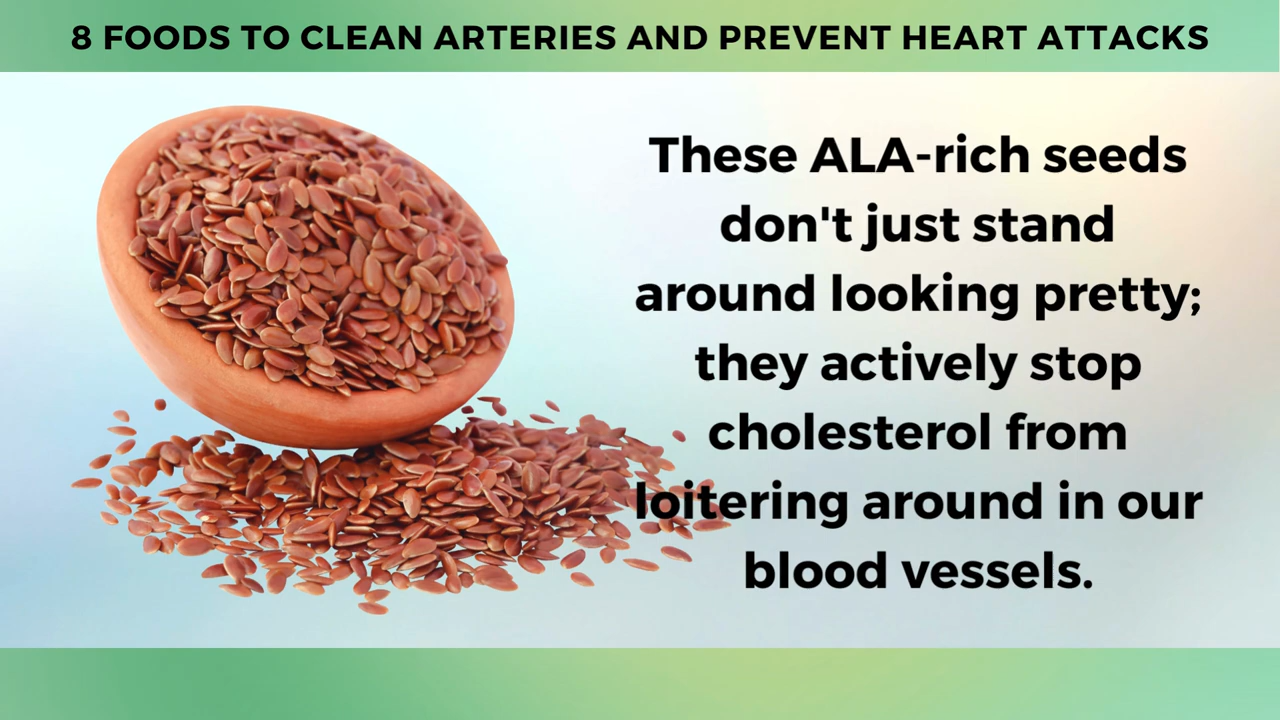 8 FOODS TO CLEAN ARTERIES AND PREVENT HEART ATTACKS
These ALA-rich seeds
don't just stand
around looking pretty;
they actively stop
cholesterol from
loitering around in our
blood vessels.